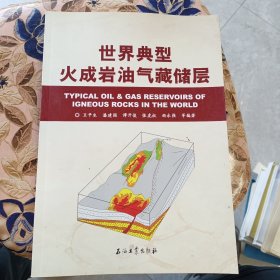 世界典型
火成岩油气藏储层
TYPICAL OIL & GAS RESERVOIRS OF
IGNEOUS ROCKS IN THE WORLD
石油工业出版社